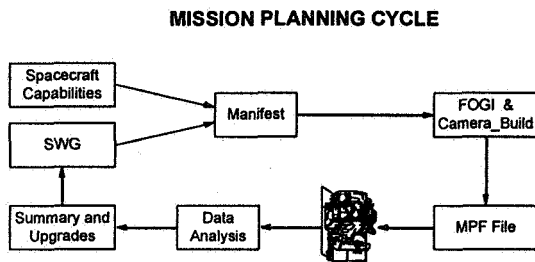 MISSION PLANNING CYCLE
Spacecraft
Capabilities
SWG
Manifest
FOGI &
Camera_Build
Summary and
Upgrades
Data
Analysis
MPF File